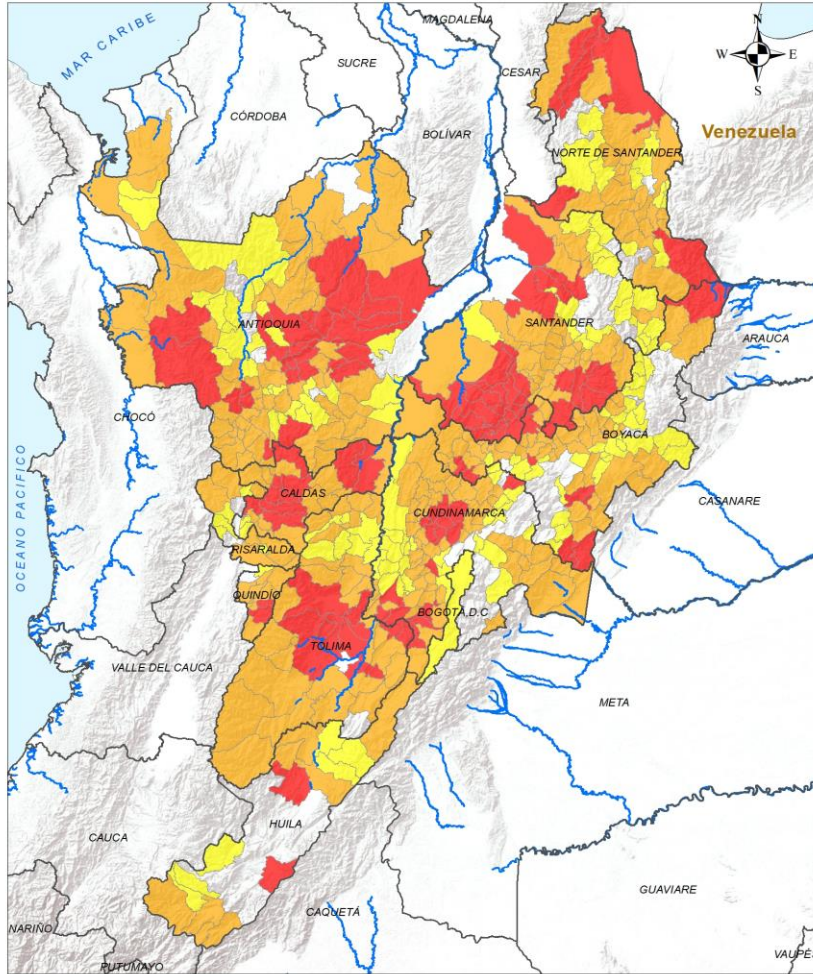 MAGDALENA
MAR CARIBE
N
SUCRE
CESAR
W
E
S
CÓRDOBA
BOLÍVAR
Venezuela
NORTE DE SANTANDER
ANTIOQUIA
SANTANDER
ARAUCA
CHOCÓ
BOYACÁ
OCEANO PACIFICO
CALDAS
CASANARE
CUNDINAMARCA
RISARALDA
QUINDÍO
BOGOTÁ, D.C
TOLIMA
VALLE DEL CAUCA
META
HUILA
CAUCA
GUAVIARE
CAQUETÁ
NARIÑO
PUTUMAYO
VAUPÉS